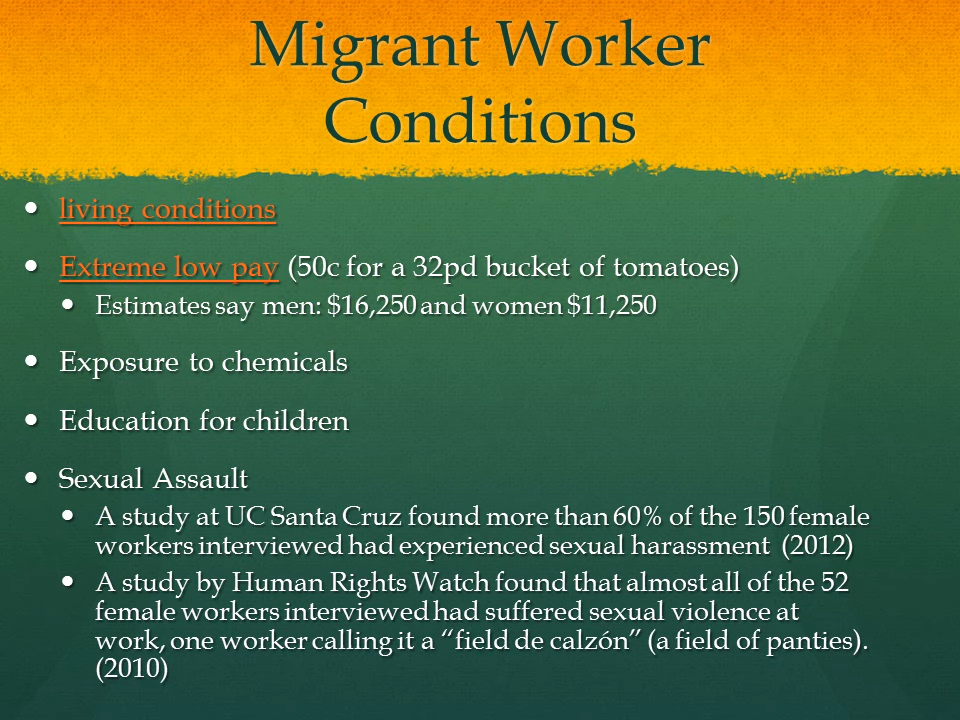 Migrant Worker
Conditions
• living conditions
• Extreme low pay (50c for a 32pd bucket of tomatoes)
• Estimates say men: $16,250 and women $11,250
• Exposure to chemicals
• Education for children
• Sexual Assault
• A study at UC Santa Cruz found more than 60% of the 150 female
workers interviewed had experienced sexual harassment (2012)
• A study by Human Rights Watch found that almost all of the 52
female workers interviewed had suffered sexual violence at
work, one worker calling it a “field de calzón” (a field of panties).
(2010)